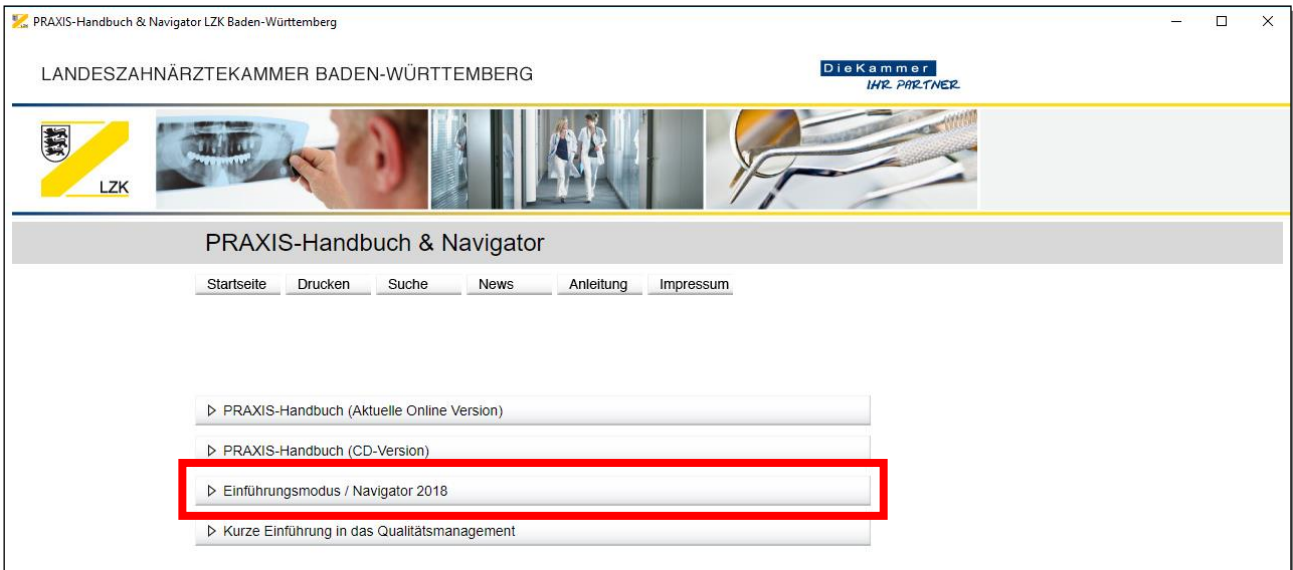 PRAXIS-Handbuch & Navigator LZK Baden-Württemberg
LANDESZAHNÄRZTEKAMMER BADEN-WÜRTTEMBERG
DieKammer
IHR PARTNER
LZK
PRAXIS-Handbuch & Navigator
Startseite Drucken Suche News Anleitung Impressum
PRAXIS-Handbuch (Aktuelle Online Version)
PRAXIS-Handbuch (CD-Version)
Einführungsmodus / Navigator 2018
Kurze Einführung in das Qualitätsmanagement